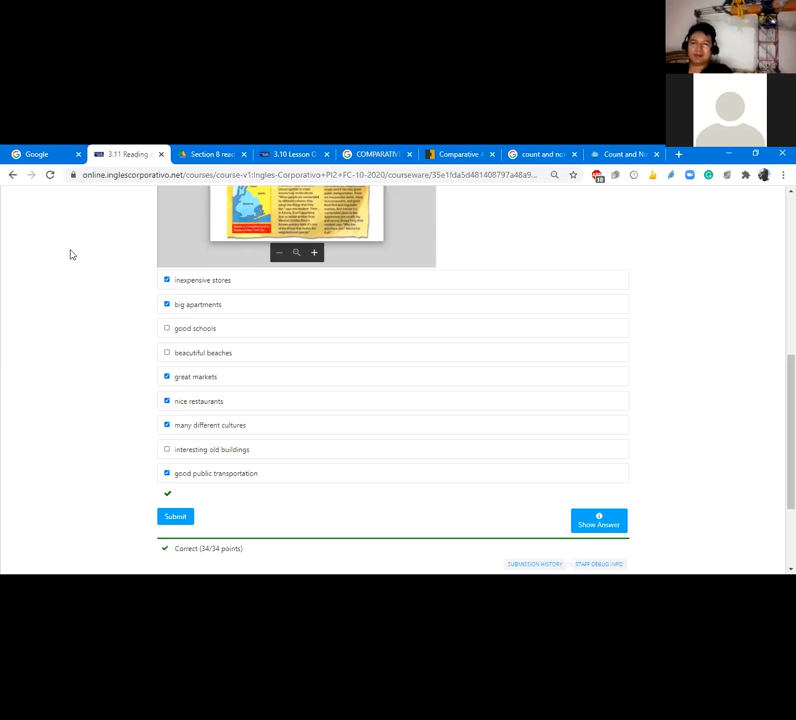 Google
3.11 Reading
Section 8 rea
3.10 Lesson
COMPARATIV
Comparative
count and no
Count and No
online.inglescorporativo.net/courses/course-v1:Ingles-Corporativo+PI2+FC-10-2020/courseware/35e1fda5d481408797a48a9...
inexpensive stores
big apartments
good schools
beacutiful beaches
great markets
nice restaurants
many different cultures
interesting old buildings
good public transportation
Submit
Show Answer
Correct (34/34 points)
SUBMISSION HISTORY
STAFF DEBUG INFO